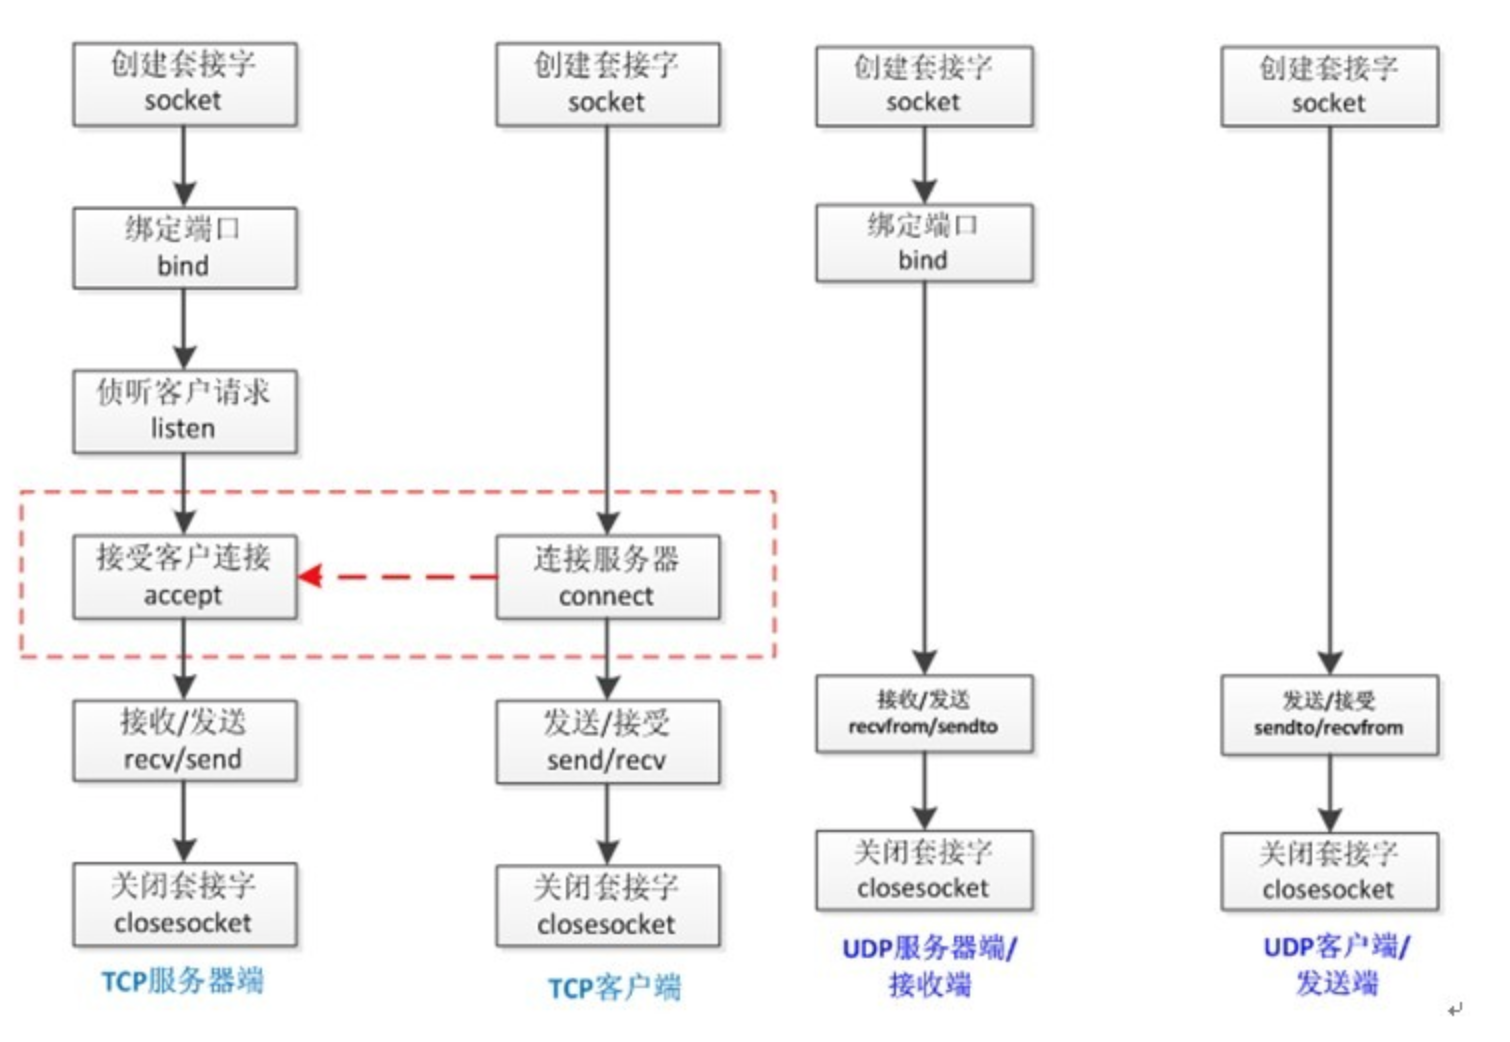 创建套接字
socket
绑定端口
bind
侦听客户请求
listen
接受客户连接
accept
接收/发送
recv/send
关闭套接字
closesocket
TCP服务器端
创建套接字
socket
连接服务器
connect
发送/接受
send/recv
关闭套接字
closesocket
TCP客户端
创建套接字
socket
绑定端口
bind
接收/发送
recvfrom/sendto
关闭套接字
closesocket
UDP服务器端/
接收端
创建套接字
socket
发送/接受
sendto/recvfrom
关闭套接字
closesocket
UDP客户端/
发送端